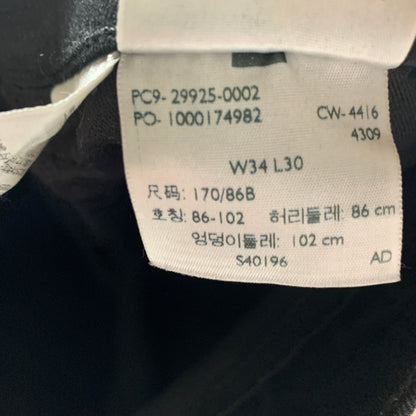 PC9- 29925-0002
PO- 1000174982 CW- 4416
4309
W34 L30
尺码: 170/86B
호칭: 86-102 허리둘레: 86 cm
엉덩이둘레: 102 cm
S40196 AD